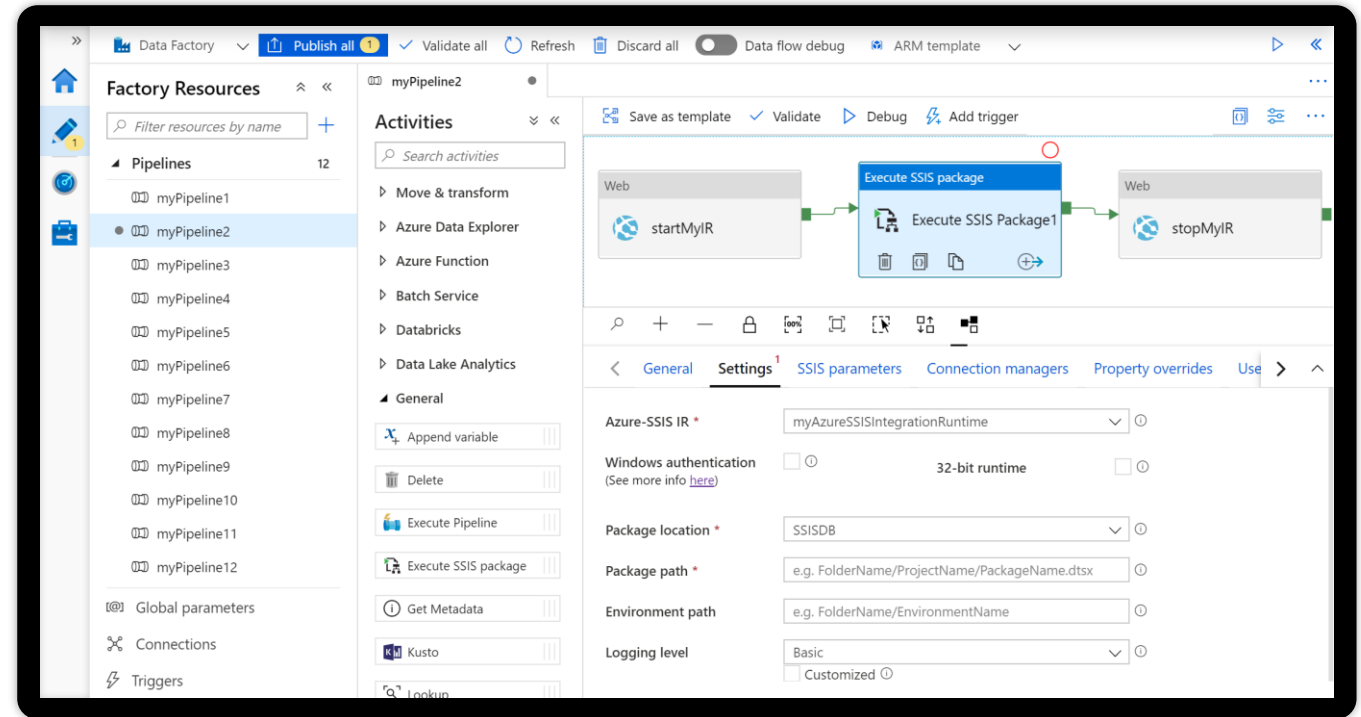 Data Factory Publish all 1 Validate all Refresh Discard all Data flow debug ARM template
Factory Resources
Filter resources by name
1
Pipelines 12
myPipeline1
myPipeline2
myPipeline3
myPipeline4
myPipeline5
myPipeline6
myPipeline7
myPipeline8
myPipeline9
myPipeline10
myPipeline11
myPipeline12
Global parameters
Connections
Triggers
myPipeline2
Activities
Search activities
Move & transform
Azure Data Explorer
Azure Function
Batch Service
Databricks
Data Lake Analytics
General
Append variable
Delete
Execute Pipeline
Execute SSIS package
Get Metadata
Kusto
Lookup
Save as template Validate Debug Add trigger
Web
startMyIR
Execute SSIS package
Execute SSIS Package1
Web
stopMyIR
100%
General Settings 1 SSIS parameters Connection managers Property overrides Use
Azure-SSIS IR * myAzureSSISIntegrationRuntime
Windows authentication 32-bit runtime
(See more info here)
Package location * SSISDB
Package path * e.g. FolderName/ProjectName/PackageName.dtsx
Environment path e.g. FolderName/EnvironmentName
Logging level Basic
Customized